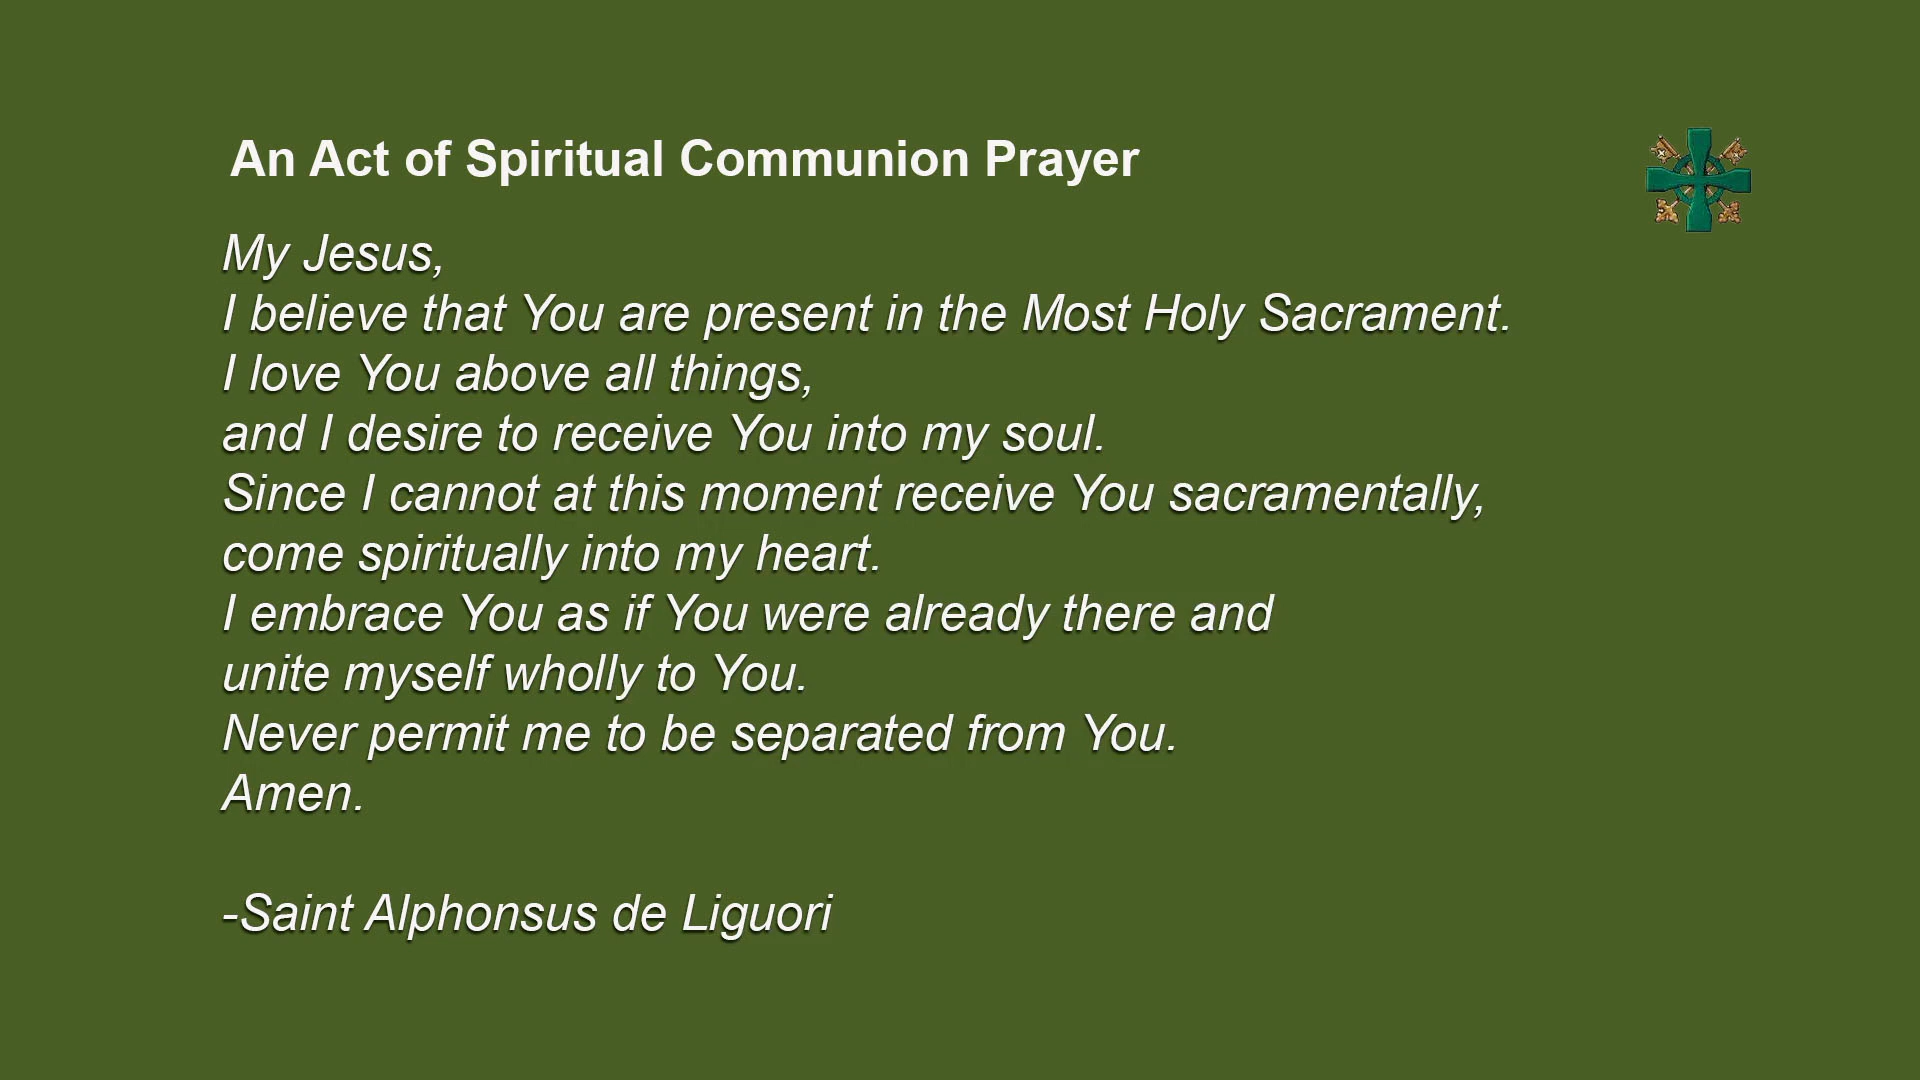 An Act of Spiritual Communion Prayer
My Jesus,
I believe that You are present in the Most Holy Sacrament.
I love You above all things,
and I desire to receive You into my soul.
Since I cannot at this moment receive You sacramentally,
come spiritually into my heart.
I embrace You as if You were already there and
unite myself wholly to You.
Never permit me to be separated from You.
Amen.
-Saint Alphonsus de Liguori